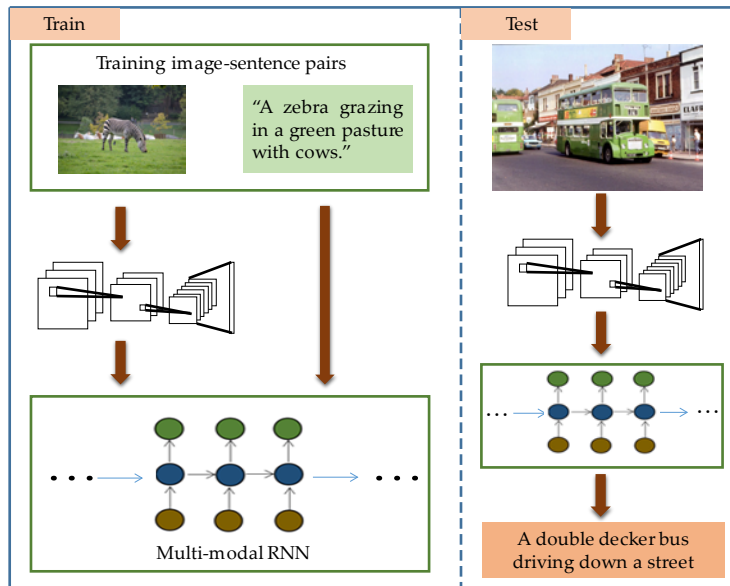 Train
Training image-sentence pairs
“A zebra grazing
in a green pasture
with cows.”
Multi-modal RNN
Test
A double decker bus
driving down a street